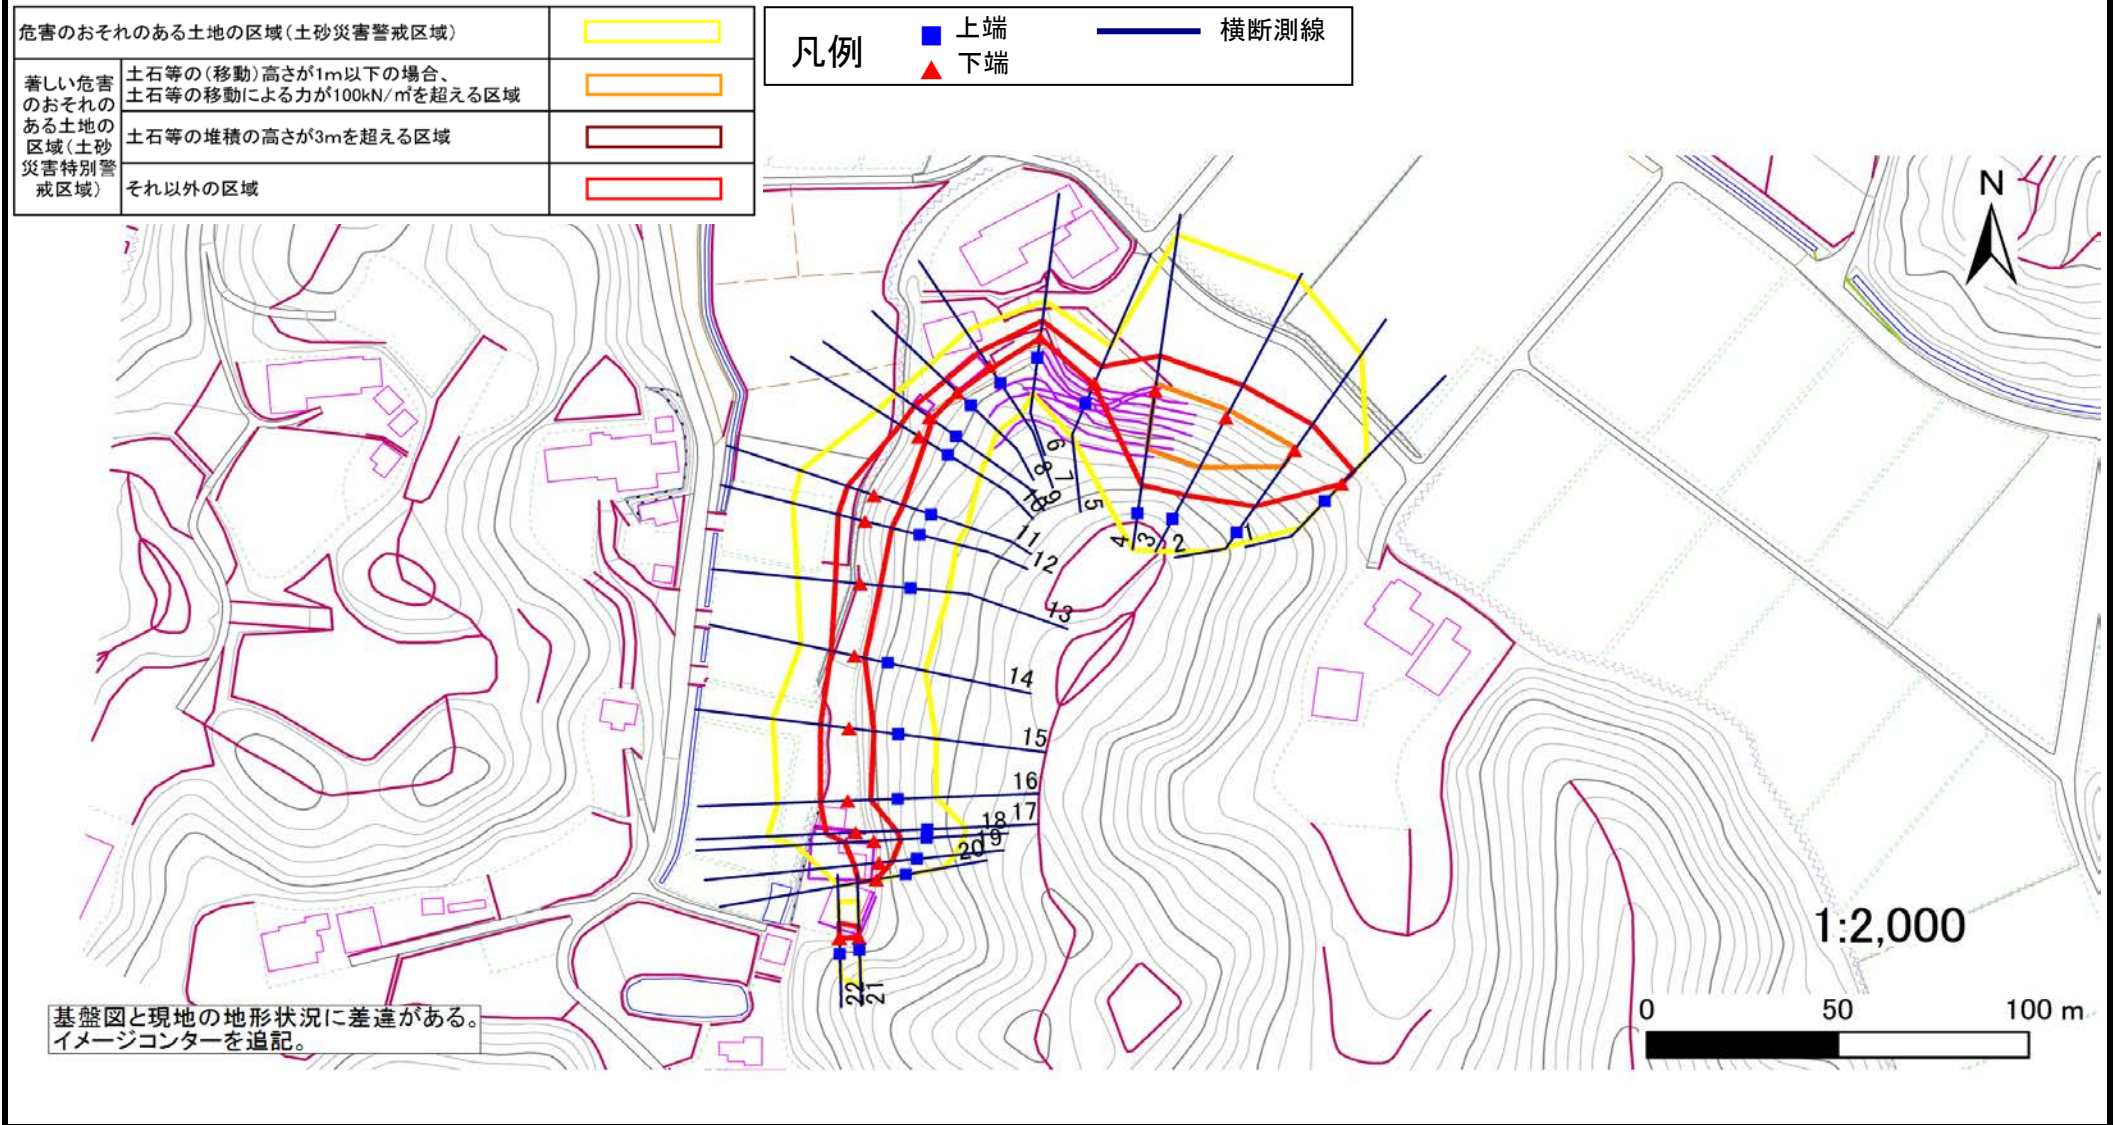 危害のおそれのある土地の区域(土砂災害警戒区域)
著しい危害
のおそれの
ある土地の
区域(土砂
災害特別警
戒区域)
土石等の(移動)高さが1m以下の場合、
土石等の移動による力が100kN/㎡を超える区域
土石等の堆積の高さが3mを超える区域
それ以外の区域
凡例
上端
下端
横断測線
N
6
8
7
9
10
5
4
3
2
1
11
12
13
14
15
16
17
18
19
20
22
21
1:2,000
0
50
100 m
基盤図と現地の地形状況に差違がある。
イメージコンターを追記。